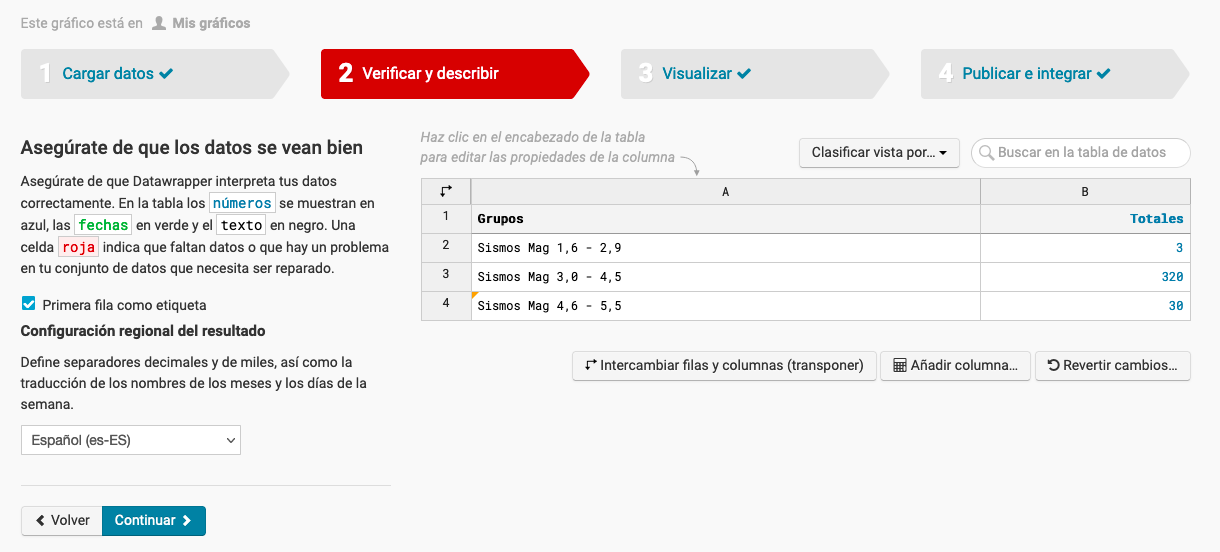 Este gráfico está en Mis gráficos
1 Cargar datos
2 Verificar y describir
3 Visualizar
4 Publicar e integrar
Asegúrate de que los datos se vean bien
Asegúrate de que Datawrapper interpreta tus datos
correctamente. En la tabla los números se muestran en
azul, las fechas en verde y el texto en negro. Una
celda roja indica que faltan datos o que hay un problema
en tu conjunto de datos que necesita ser reparado.
Primera fila como etiqueta
Configuración regional del resultado
Define separadores decimales y de miles, así como la
traducción de los nombres de los meses y los días de la
semana.
Español (es-ES)
Volver
Continuar
Haz clic en el encabezado de la tabla
para editar las propiedades de la columna
Clasificar vista por...
Buscar en la tabla de datos
A B
1 Grupos Totales
2 Sismos Mag 1,6 - 2,9 3
3 Sismos Mag 3,0 - 4,5 320
4 Sismos Mag 4,6 - 5,5 30
Intercambiar filas y columnas (transponer)
Añadir columna...
Revertir cambios...